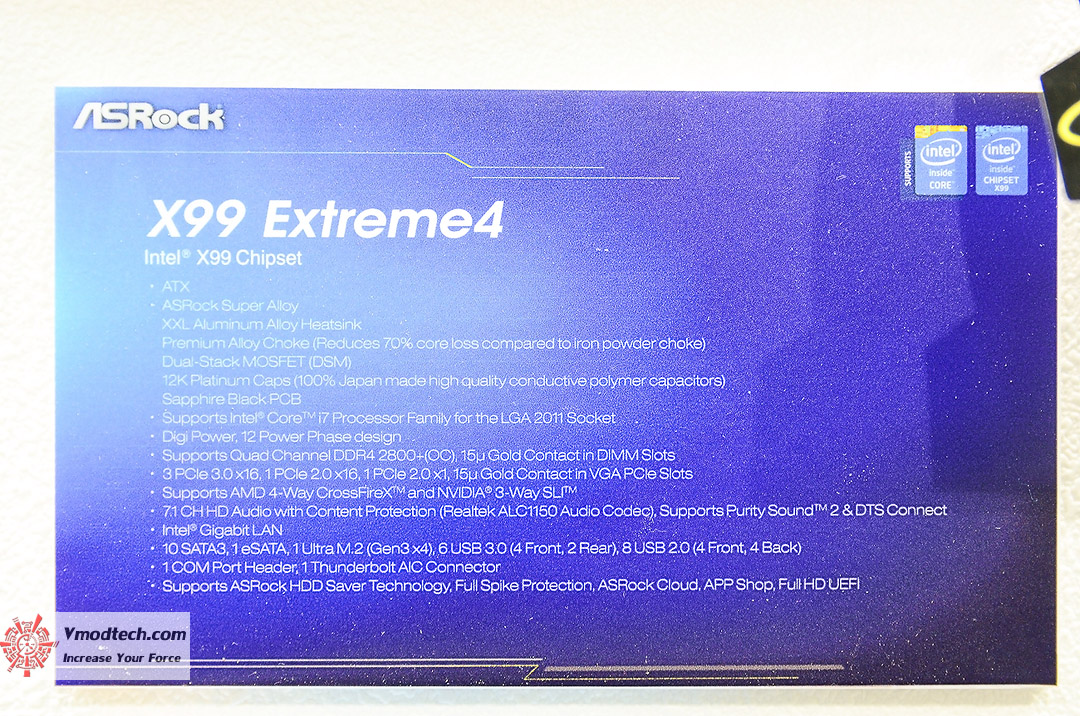 ASRock
SUPPORTS
intel
inside™
CORE™
intel
inside™
CHIPSET
X99
X99 Extreme4
Intel® X99 Chipset
• ATX
• ASRock Super Alloy
XXL Aluminum Alloy Heatsink
Premium Alloy Choke (Reduces 70% core loss compared to iron powder choke)
Dual-Stack MOSFET (DSM)
12K Platinum Caps (100% Japan made high quality conductive polymer capacitors)
Sapphire Black PCB
• Supports Intel® Core™ i7 Processor Family for the LGA 2011 Socket
• Digi Power, 12 Power Phase design
• Supports Quad Channel DDR4 2800+(OC), 15μ Gold Contact in DIMM Slots
• 3 PCIe 3.0 x16, 1 PCIe 2.0 x16, 1 PCIe 2.0 x1, 15μ Gold Contact in VGA PCIe Slots
• Supports AMD 4-Way CrossFireX™ and NVIDIA® 3-Way SLI™
• 7.1 CH HD Audio with Content Protection (Realtek ALC1150 Audio Codec), Supports Purity Sound™ 2 & DTS Connect
• Intel® Gigabit LAN
• 10 SATA3, 1 eSATA, 1 Ultra M.2 (Gen3 x4), 6 USB 3.0 (4 Front, 2 Rear), 8 USB 2.0 (4 Front, 4 Back)
• 1 COM Port Header, 1 Thunderbolt AIC Connector
• Supports ASRock HDD Saver Technology, Full Spike Protection, ASRock Cloud, APP Shop, Full HD UEFI
Vmodtech.com
Increase Your Force